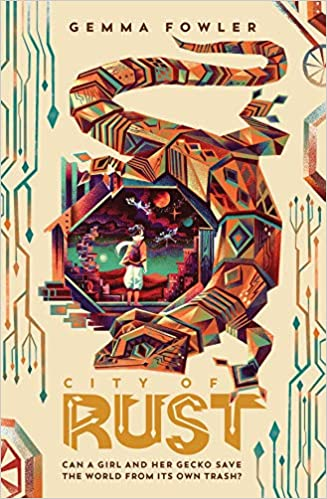 GEMMA FOWLER
CITY OF
RUST
CAN A GIRL AND HER GECKO SAVE
THE WORLD FROM ITS OWN TRASH?